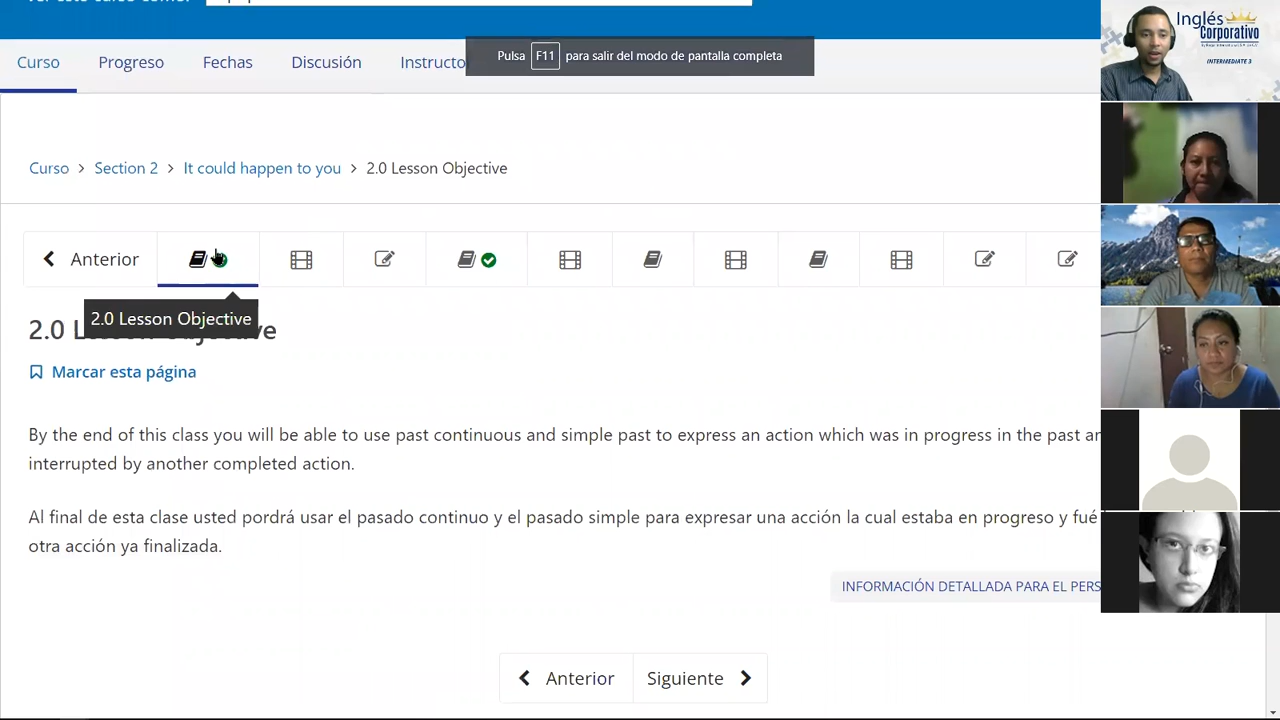 Pulsa F11 para salir del modo de pantalla completa
Curso Progreso Fechas Discusión Instructo
Curso > Section 2 > It could happen to you > 2.0 Lesson Objective
Anterior
2.0 Lesson Objective
2.0 Lesson Objective
Marcar esta página
By the end of this class you will be able to use past continuous and simple past to express an action which was in progress in the past
interrupted by another completed action.
Al final de esta clase usted pordrá usar el pasado continuo y el pasado simple para expresar una acción la cual estaba en progreso y fué
otra acción ya finalizada.
INFORMACIÓN DETALLADA PARA EL PERS
Anterior Siguiente
Inglés
Corporativo
INTERMEDIATE 3